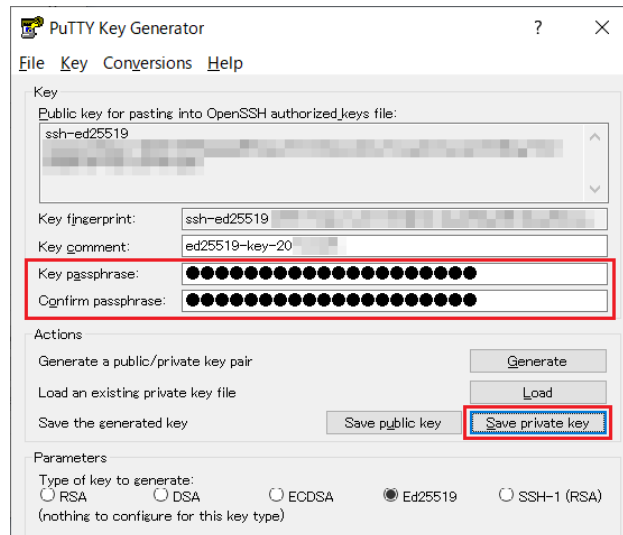 PuTTY Key Generator ? ×
File Key Conversions Help
Key
Public key for pasting into OpenSSH authorized_keys file:
ssh-ed25519
Key fingerprint: ssh-ed25519
Key comment: ed25519-key-20
Key passphrase: ●●●●●●●●●●●●●●●●●●●●
Confirm passphrase: ●●●●●●●●●●●●●●●●●●●●
Actions
Generate a public/private key pair Generate
Load an existing private key file Load
Save the generated key Save public key Save private key
Parameters
Type of key to generate:
RSA DSA ECDSA Ed25519 SSH-1 (RSA)
(nothing to configure for this key type)